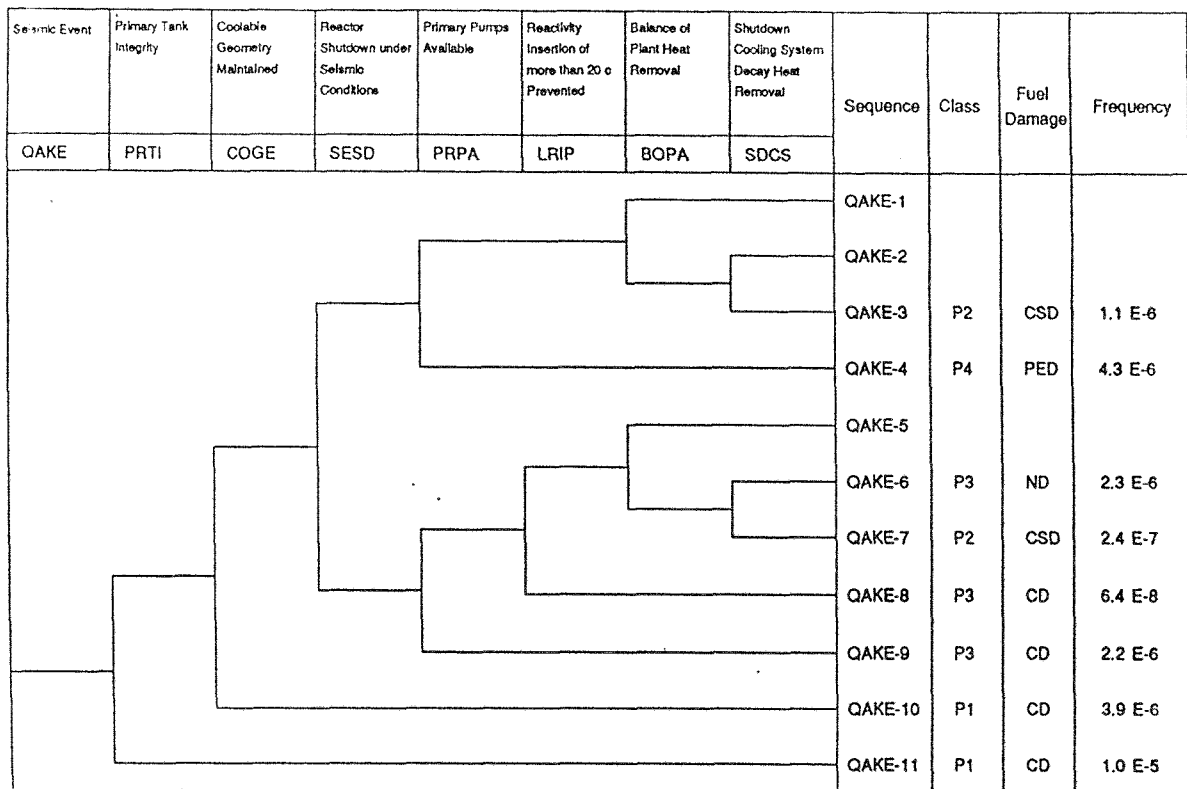 Seismic Event
Primary Tank
Integrity
Coolable
Geometry
Maintained
Reactor
Shutdown under
Seismic
Conditions
Primary Pumps
Available
Reactivity
Insertion of
more than 20 c
Prevented
Balance of
Plant Heat
Removal
Shutdown
Cooling System
Decay Heat
Removal
Sequence
Class
Fuel
Damage
Frequency
QAKE PRTI COGE SESD PRPA LRIP BOPA SDCS
QAKE-1
QAKE-2
QAKE-3 P2 CSD 1.1 E-6
QAKE-4 P4 PED 4.3 E-6
QAKE-5
QAKE-6 P3 ND 2.3 E-6
QAKE-7 P2 CSD 2.4 E-7
QAKE-8 P3 CD 6.4 E-8
QAKE-9 P3 CD 2.2 E-6
QAKE-10 P1 CD 3.9 E-6
QAKE-11 P1 CD 1.0 E-5